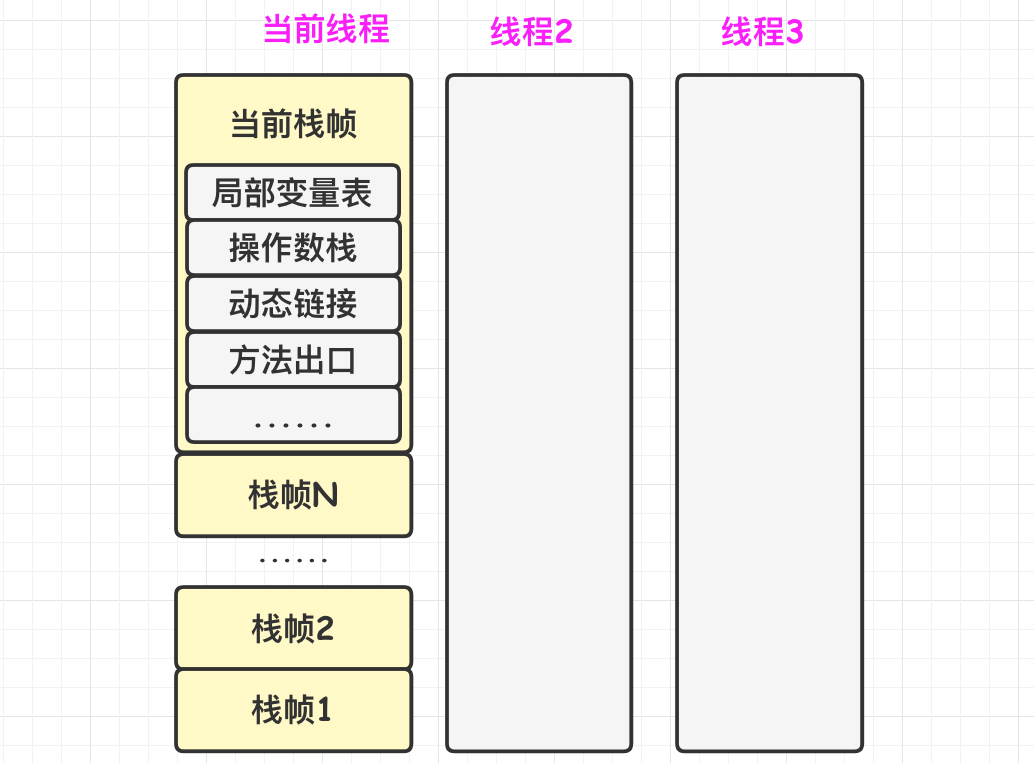 当前线程
线程2
线程3
当前栈帧
局部变量表
操作数栈
动态链接
方法出口
......
栈帧N
......
栈帧2
栈帧1